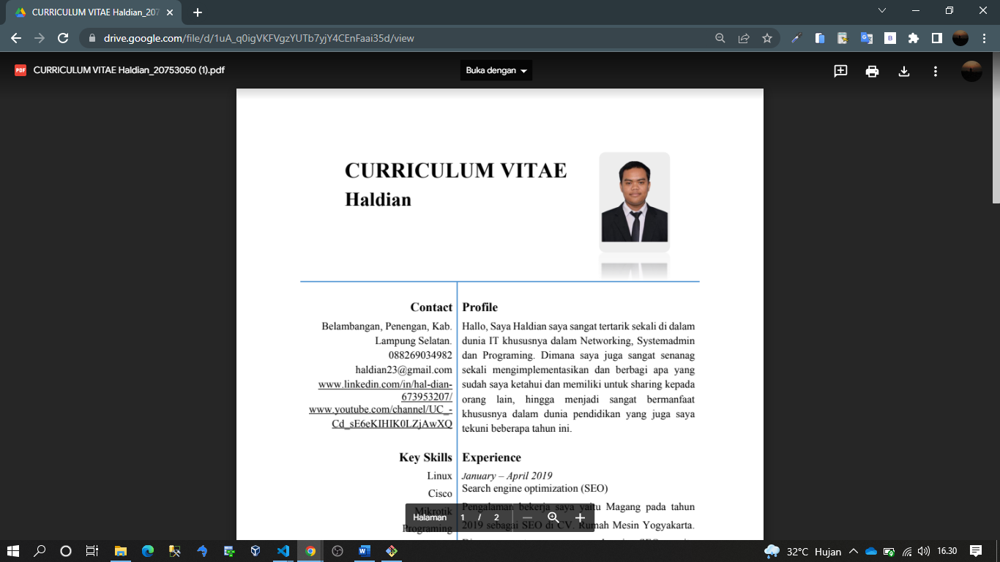 CURRICULUM VITAE Haldian_207
drive.google.com/file/d/1uA_q0igVKFVgzYUTb7yjY4CEnFaai35d/view
PDF CURRICULUM VITAE Haldian_20753050 (1).pdf
Buka dengan
CURRICULUM VITAE
Haldian
Contact
Belambangan, Penengan, Kab.
Lampung Selatan.
088269034982
haldian23@gmail.com
www.linkedin.com/in/hal-dian-
673953207/
www.youtube.com/channel/UC_-
Cd_sE6eKIHIK0LZjAwXQ
Key Skills
Linux
Cisco
Mikrotik
Programing
Profile
Hallo, Saya Haldian saya sangat tertarik sekali di dalam
dunia IT khususnya dalam Networking, Systemadmin
dan Programing. Dimana saya juga sangat senanag
sekali mengimplementasikan dan berbagi apa yang
sudah saya ketahui dan memiliki untuk sharing kepada
orang lain, hingga menjadi sangat bermanfaat
khususnya dalam dunia pendidikan yang juga saya
tekuni beberapa tahun ini.
Experience
January – April 2019
Search engine optimization (SEO)
Pengalaman bekerja saya yaitu Magang pada tahun
2019 sebagai SEO di CV. Rumah Mesin Yogyakarta.
Halaman 1 / 2
32°C Hujan
16.30